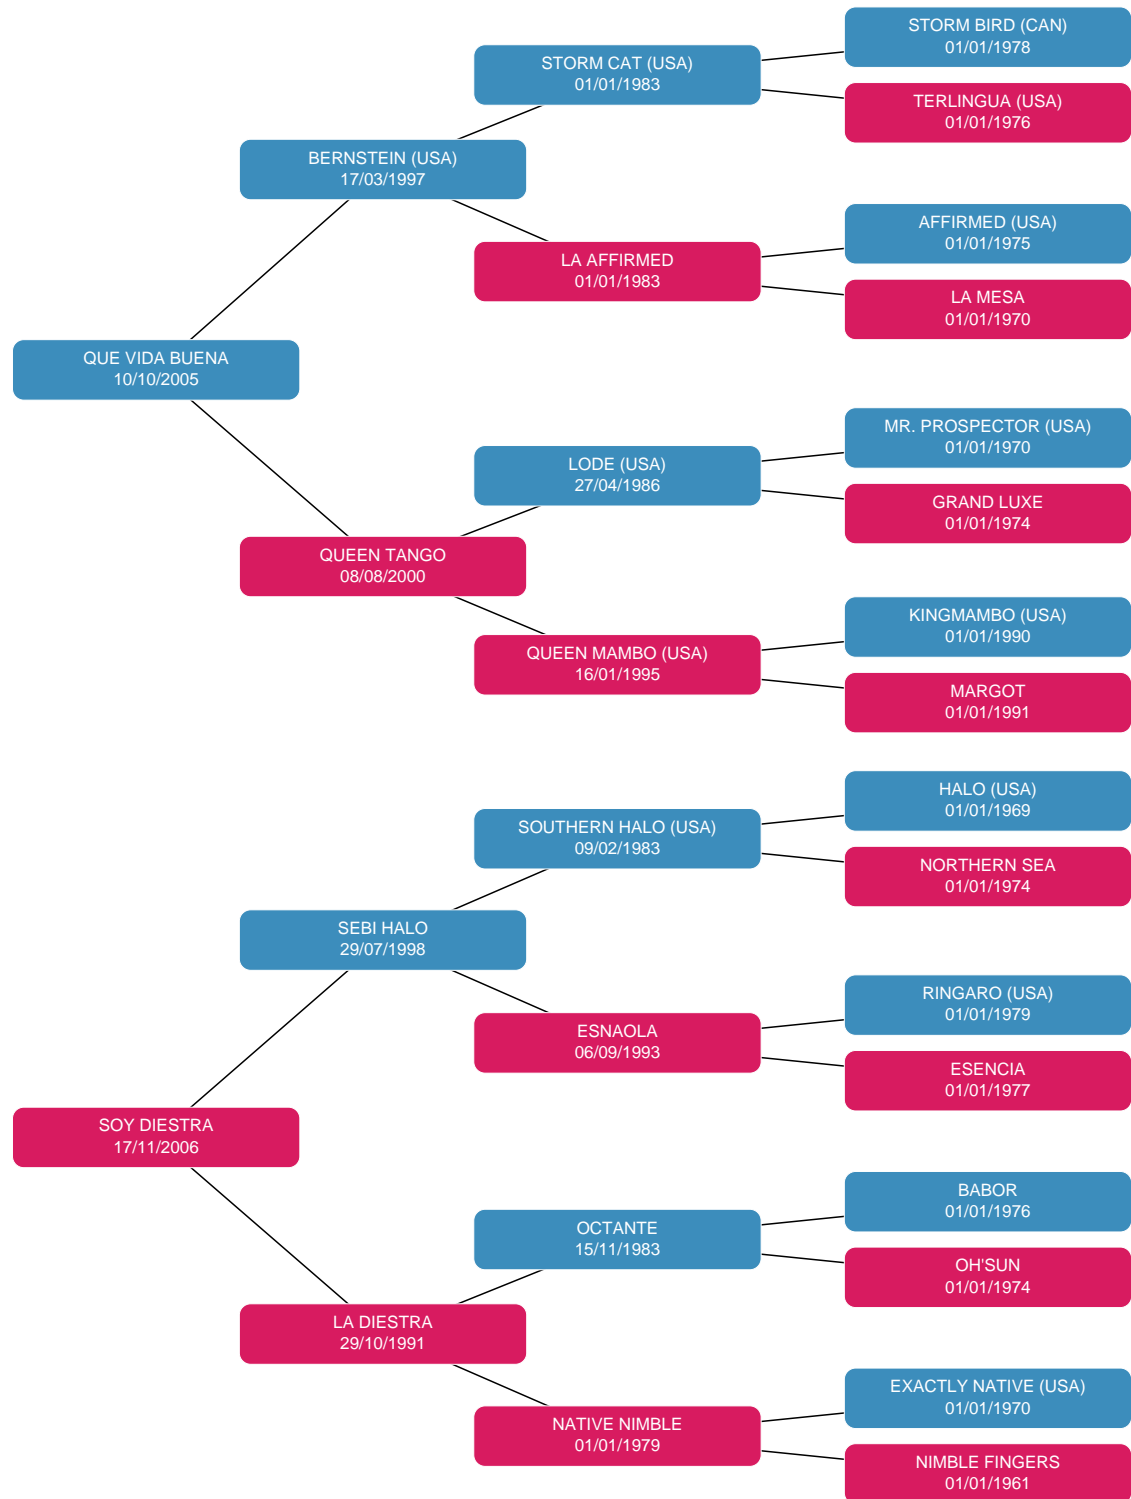 STORM BIRD (CAN)
01/01/1978
STORM CAT (USA)
01/01/1983
TERLINGUA (USA)
01/01/1976
BERNSTEIN (USA)
17/03/1997
AFFIRMED (USA)
01/01/1975
LA AFFIRMED
01/01/1983
LA MESA
01/01/1970
QUE VIDA BUENA
10/10/2005
MR. PROSPECTOR (USA)
01/01/1970
LODE (USA)
27/04/1986
GRAND LUXE
01/01/1974
QUEEN TANGO
08/08/2000
KINGMAMBO (USA)
01/01/1990
QUEEN MAMBO (USA)
16/01/1995
MARGOT
01/01/1991
HALO (USA)
01/01/1969
SOUTHERN HALO (USA)
09/02/1983
NORTHERN SEA
01/01/1974
SEBI HALO
29/07/1998
RINGARO (USA)
01/01/1979
ESNAOLA
06/09/1993
ESENCIA
01/01/1977
SOY DIESTRA
17/11/2006
BABOR
01/01/1976
OCTANTE
15/11/1983
OH'SUN
01/01/1974
LA DIESTRA
29/10/1991
EXACTLY NATIVE (USA)
01/01/1970
NATIVE NIMBLE
01/01/1979
NIMBLE FINGERS
01/01/1961